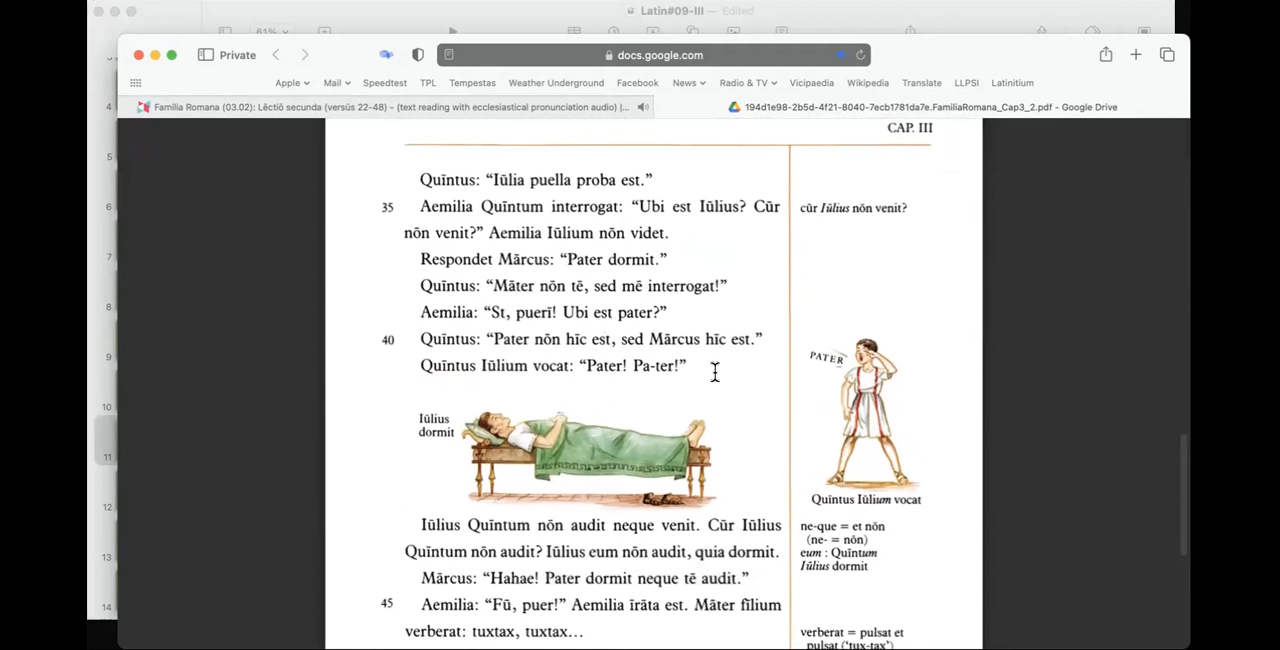 Latin#09-III — Edited
61%
Private
docs.google.com
Apple Mail Speedtest TPL Tempestas Weather Underground Facebook News Radio & TV Vicipaedia Wikipedia Translate LLPSI Latinitium
Familia Romana (03.02): Lēctiō secunda (versūs 22-48) - (text reading with ecclesiastical pronunciation audio) |...
194d1e98-2b5d-4f21-8040-7ecb1781da7e.FamiliaRomana_Cap3_2.pdf - Google Drive
CAP. III
Quīntus: “Iūlia puella proba est.”
35 Aemilia Quīntum interrogat: “Ubi est Iūlius? Cūr
nōn venit?” Aemilia Iūlium nōn videt.
Respondet Mārcus: “Pater dormit.”
Quīntus: “Māter nōn tē, sed mē interrogat!”
Aemilia: “St, puerī! Ubi est pater?”
40 Quīntus: “Pater nōn hīc est, sed Mārcus hīc est.”
Quīntus Iūlium vocat: “Pater! Pa-ter!”
Iūlius
dormit
Iūlius Quīntum nōn audit neque venit. Cūr Iūlius
Quīntum nōn audit? Iūlius eum nōn audit, quia dormit.
Mārcus: “Hahae! Pater dormit neque tē audit.”
45 Aemilia: “Fū, puer!” Aemilia īrāta est. Māter fīlium
verberat: tuxtax, tuxtax...
cūr Iūlius nōn venit?
PATER
Quīntus Iūlium vocat
ne-que = et nōn
(ne- = nōn)
eum : Quīntum
Iūlius dormit
verberat = pulsat et
pulsat (‘tux-tax’)
4
5
6
7
8
9
10
11
12
13
14